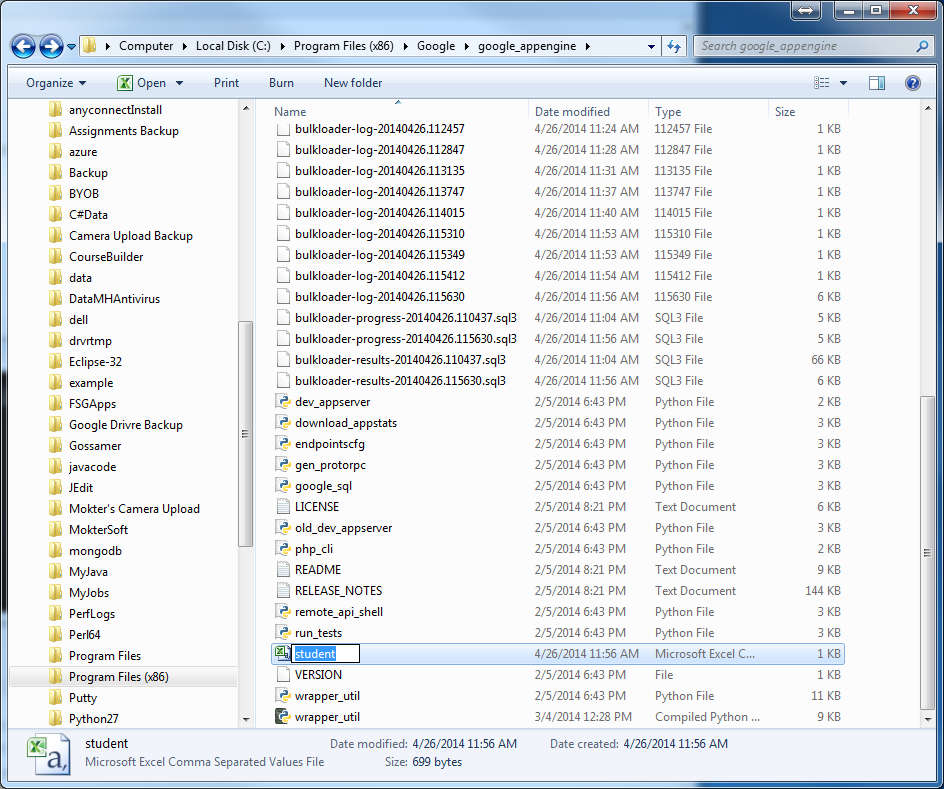 Computer Local Disk (C:) Program Files (x86) Google google_appengine Search google_appengine
Organize Open Print Burn New folder
anyconnectInstall
Assignments Backup
azure
Backup
BYOB
C#Data
Camera Upload Backup
CourseBuilder
data
DataMHAntivirus
dell
drvrtmp
Eclipse-32
example
FSGApps
Google Drivre Backup
Gossamer
javacode
JEdit
Mokter's Camera Upload
MokterSoft
mongodb
MyJava
MyJobs
PerfLogs
Perl64
Program Files
Program Files (x86)
Putty
Python27
Name Date modified Type Size
bulkloader-log-20140426.112457 4/26/2014 11:24 AM 112457 File 1 KB
bulkloader-log-20140426.112847 4/26/2014 11:28 AM 112847 File 1 KB
bulkloader-log-20140426.113135 4/26/2014 11:31 AM 113135 File 1 KB
bulkloader-log-20140426.113747 4/26/2014 11:37 AM 113747 File 1 KB
bulkloader-log-20140426.114015 4/26/2014 11:40 AM 114015 File 1 KB
bulkloader-log-20140426.115310 4/26/2014 11:53 AM 115310 File 1 KB
bulkloader-log-20140426.115349 4/26/2014 11:53 AM 115349 File 1 KB
bulkloader-log-20140426.115412 4/26/2014 11:54 AM 115412 File 1 KB
bulkloader-log-20140426.115630 4/26/2014 11:56 AM 115630 File 6 KB
bulkloader-progress-20140426.110437.sql3 4/26/2014 11:04 AM SQL3 File 5 KB
bulkloader-progress-20140426.115630.sql3 4/26/2014 11:56 AM SQL3 File 5 KB
bulkloader-results-20140426.110437.sql3 4/26/2014 11:04 AM SQL3 File 66 KB
bulkloader-results-20140426.115630.sql3 4/26/2014 11:56 AM SQL3 File 6 KB
dev_appserver 2/5/2014 6:43 PM Python File 2 KB
download_appstats 2/5/2014 6:43 PM Python File 3 KB
endpointscfg 2/5/2014 6:43 PM Python File 3 KB
gen_protorpc 2/5/2014 6:43 PM Python File 3 KB
google_sql 2/5/2014 6:43 PM Python File 3 KB
LICENSE 2/5/2014 8:21 PM Text Document 6 KB
old_dev_appserver 2/5/2014 6:43 PM Python File 3 KB
php_cli 2/5/2014 6:43 PM Python File 2 KB
README 2/5/2014 8:21 PM Text Document 9 KB
RELEASE_NOTES 2/5/2014 8:21 PM Text Document 144 KB
remote_api_shell 2/5/2014 6:43 PM Python File 3 KB
run_tests 2/5/2014 6:43 PM Python File 3 KB
student 4/26/2014 11:56 AM Microsoft Excel C... 1 KB
VERSION 2/5/2014 6:43 PM File 1 KB
wrapper_util 2/5/2014 6:43 PM Python File 11 KB
wrapper_util 3/4/2014 12:28 PM Compiled Python ... 9 KB
student Date modified: 4/26/2014 11:56 AM Date created: 4/26/2014 11:56 AM
Microsoft Excel Comma Separated Values File Size: 699 bytes